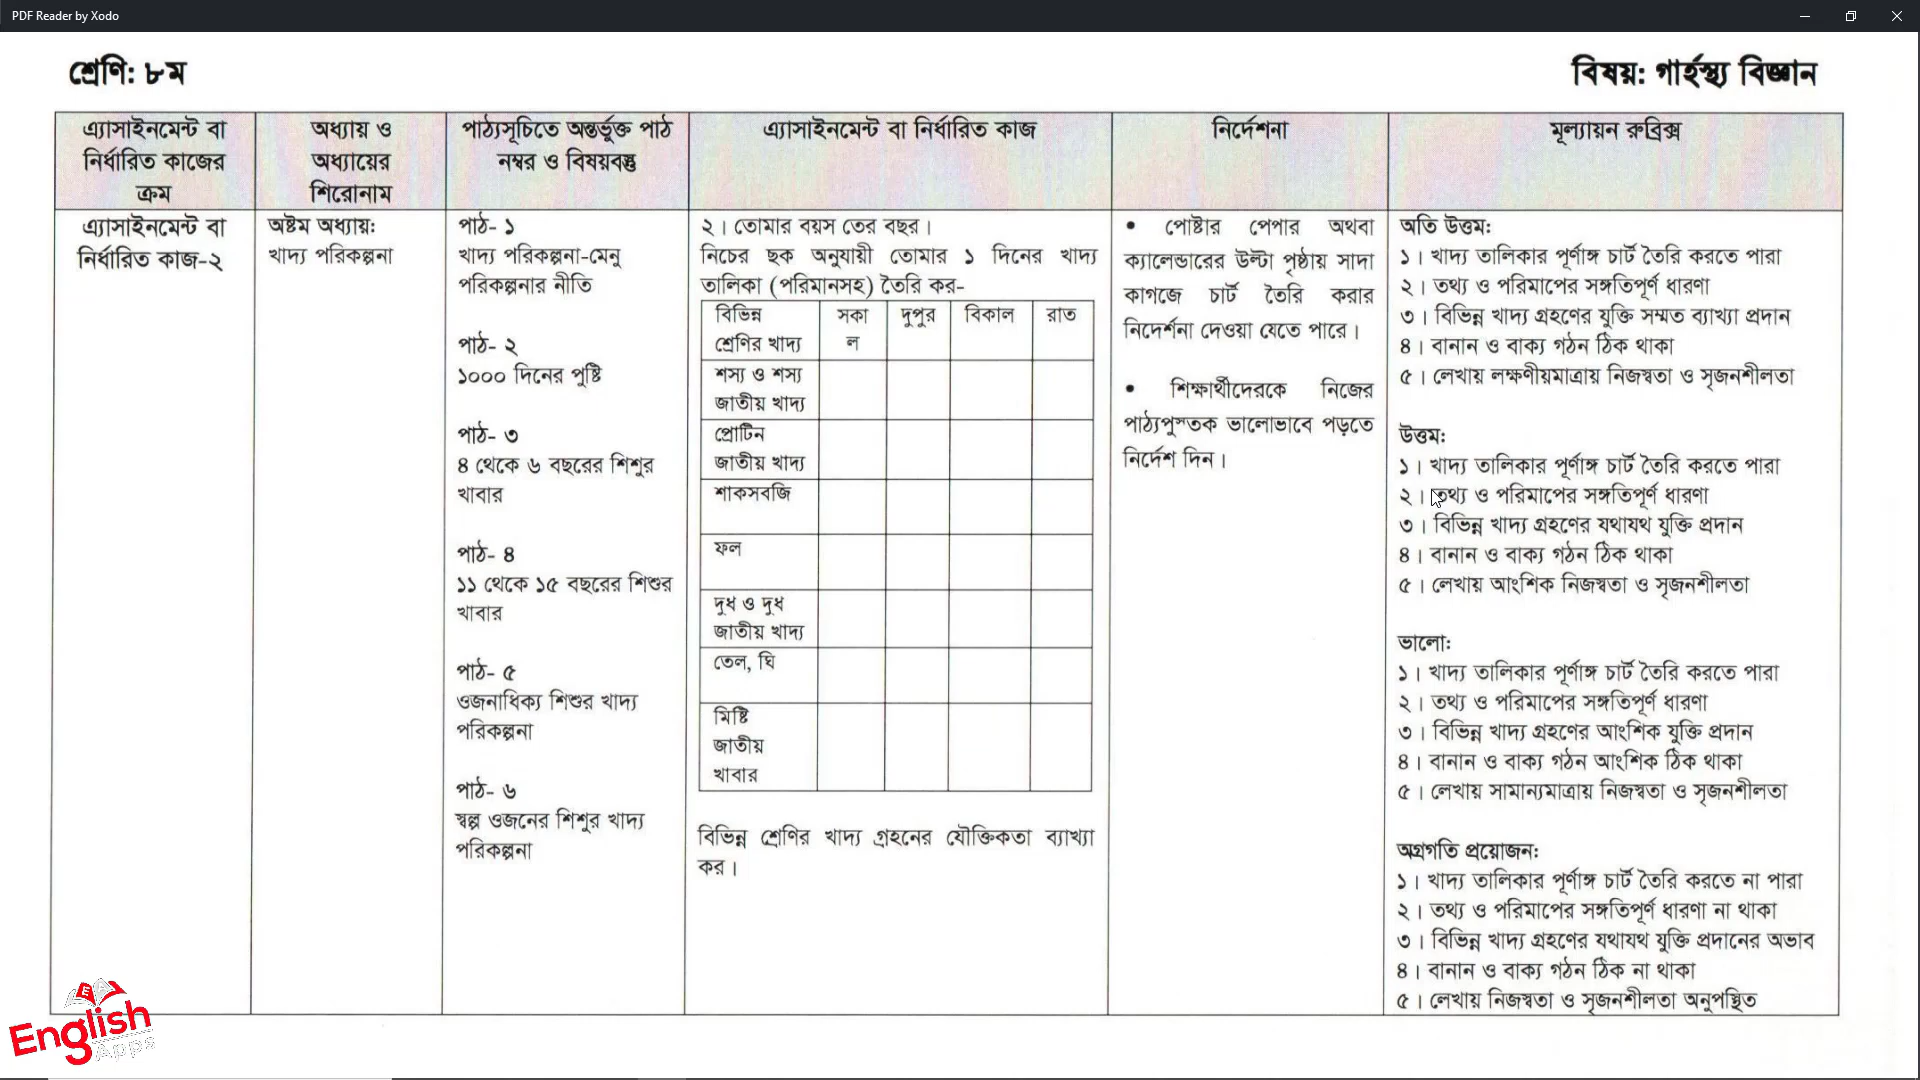 PDF Reader by Xodo
শ্রেণি: ৮ম
বিষয়: গার্হস্থ্য বিজ্ঞান
এ্যাসাইনমেন্ট বা
নির্ধারিত কাজের
ক্রম
অধ্যায় ও
অধ্যায়ের
শিরোনাম
পাঠ্যসূচিতে অন্তর্ভুক্ত পাঠ
নম্বর ও বিষয়বস্তু
এ্যাসাইনমেন্ট বা নির্ধারিত কাজ
নির্দেশনা
মূল্যায়ন রুব্রিক্স
এ্যাসাইনমেন্ট বা
নির্ধারিত কাজ-২
অষ্টম অধ্যায়:
খাদ্য পরিকল্পনা
পাঠ- ১
খাদ্য পরিকল্পনা-মেনু
পরিকল্পনার নীতি
পাঠ- ২
১০০০ দিনের পুষ্টি
পাঠ- ৩
৪ থেকে ৬ বছরের শিশুর
খাবার
পাঠ- ৪
১১ থেকে ১৫ বছরের শিশুর
খাবার
পাঠ- ৫
ওজনাধিক্য শিশুর খাদ্য
পরিকল্পনা
পাঠ- ৬
স্বল্প ওজনের শিশুর খাদ্য
পরিকল্পনা
২। তোমার বয়স তের বছর।
নিচের ছক অনুযায়ী তোমার ১ দিনের খাদ্য
তালিকা (পরিমানসহ) তৈরি কর-
বিভিন্ন
শ্রেণির খাদ্য
সকা
ল
দুপুর
বিকাল
রাত
শস্য ও শস্য
জাতীয় খাদ্য
প্রোটিন
জাতীয় খাদ্য
শাকসবজি
ফল
দুধ ও দুধ
জাতীয় খাদ্য
তেল, ঘি
মিষ্টি
জাতীয়
খাবার
বিভিন্ন শ্রেণির খাদ্য গ্রহনের যৌক্তিকতা ব্যাখ্যা
কর।
• পোষ্টার পেপার অথবা
ক্যালেন্ডারের উল্টা পৃষ্ঠায় সাদা
কাগজে চার্ট তৈরি করার
নিদের্শনা দেওয়া যেতে পারে।
• শিক্ষার্থীদেরকে নিজের
পাঠ্যপুস্তক ভালোভাবে পড়তে
নির্দেশ দিন।
অতি উত্তম:
১। খাদ্য তালিকার পূর্ণাঙ্গ চার্ট তৈরি করতে পারা
২। তথ্য ও পরিমাপের সঙ্গতিপূর্ণ ধারণা
৩। বিভিন্ন খাদ্য গ্রহণের যুক্তি সম্মত ব্যাখ্যা প্রদান
৪। বানান ও বাক্য গঠন ঠিক থাকা
৫। লেখায় লক্ষণীয়মাত্রায় নিজস্বতা ও সৃজনশীলতা
উত্তম:
১। খাদ্য তালিকার পূর্ণাঙ্গ চার্ট তৈরি করতে পারা
২। তথ্য ও পরিমাপের সঙ্গতিপূর্ণ ধারণা
৩। বিভিন্ন খাদ্য গ্রহণের যথাযথ যুক্তি প্রদান
৪। বানান ও বাক্য গঠন ঠিক থাকা
৫। লেখায় আংশিক নিজস্বতা ও সৃজনশীলতা
ভালো:
১। খাদ্য তালিকার পূর্ণাঙ্গ চার্ট তৈরি করতে পারা
২। তথ্য ও পরিমাপের সঙ্গতিপূর্ণ ধারণা
৩। বিভিন্ন খাদ্য গ্রহণের আংশিক যুক্তি প্রদান
৪। বানান ও বাক্য গঠন আংশিক ঠিক থাকা
৫। লেখায় সামান্যমাত্রায় নিজস্বতা ও সৃজনশীলতা
অগ্রগতি প্রয়োজন:
১। খাদ্য তালিকার পূর্ণাঙ্গ চার্ট তৈরি করতে না পারা
২। তথ্য ও পরিমাপের সঙ্গতিপূর্ণ ধারণা না থাকা
৩। বিভিন্ন খাদ্য গ্রহণের যথাযথ যুক্তি প্রদানের অভাব
৪। বানান ও বাক্য গঠন ঠিক না থাকা
৫। লেখায় নিজস্বতা ও সৃজনশীলতা অনুপস্থিত
English
Apps